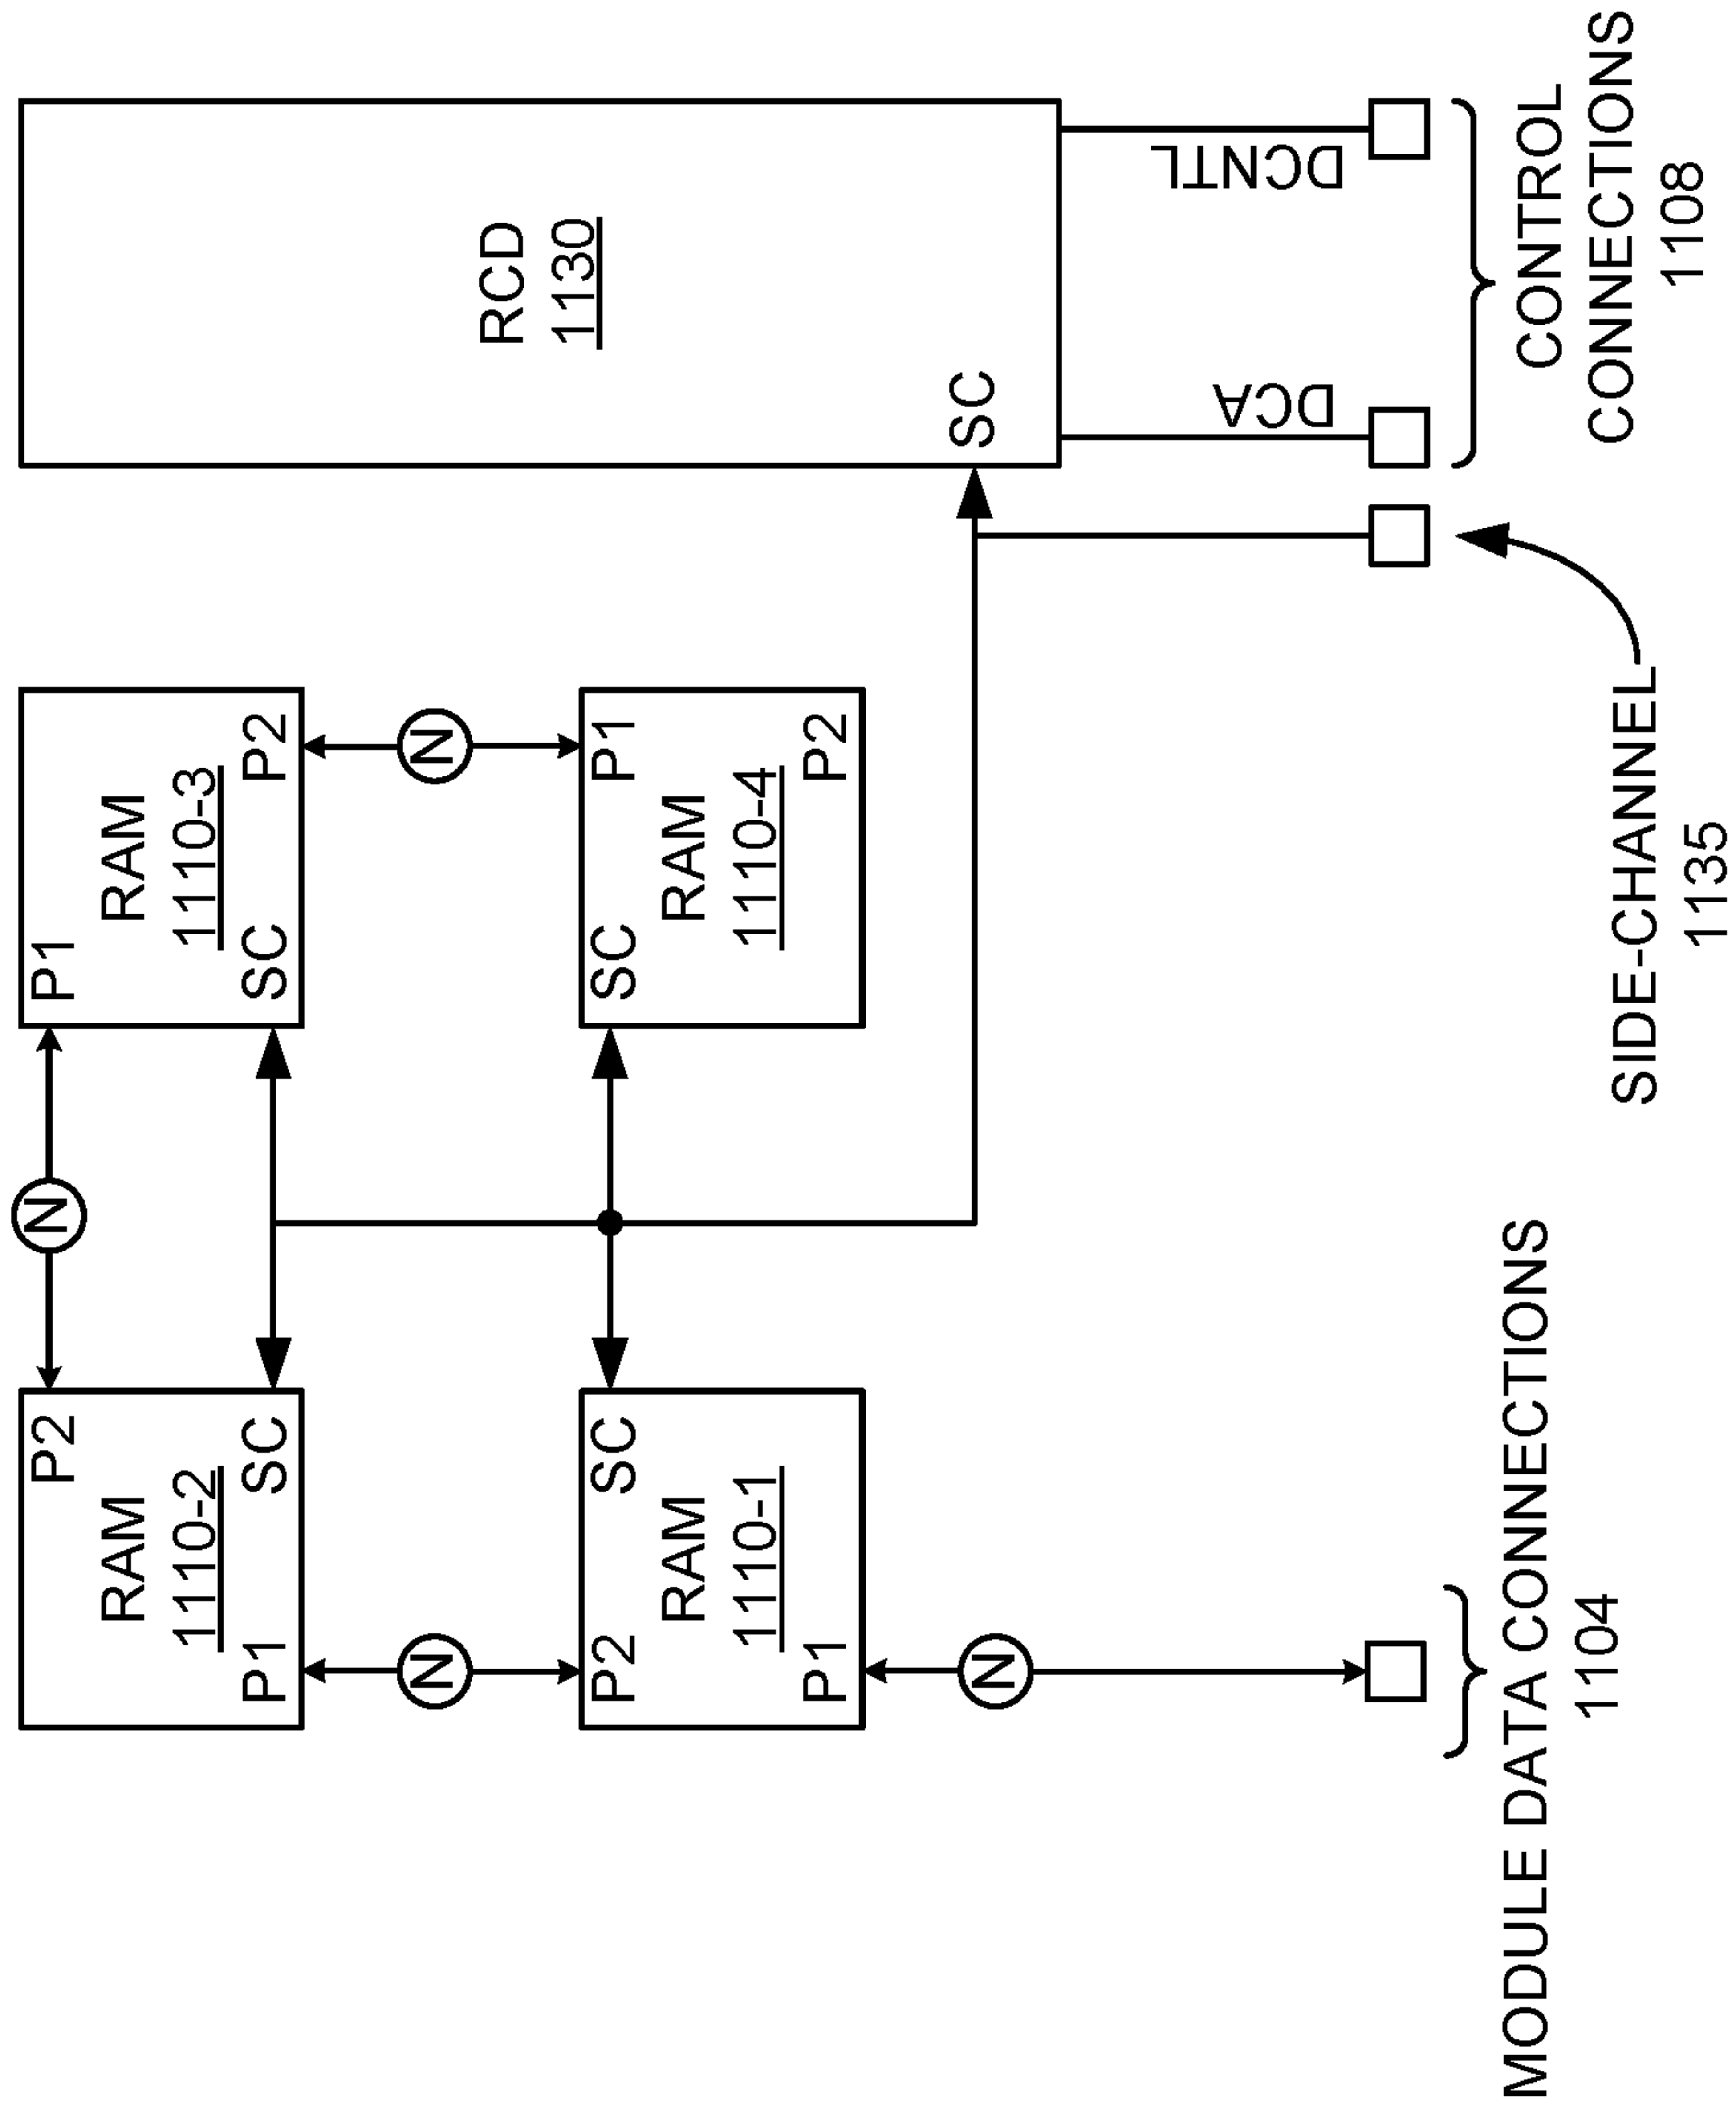 P2
RAM
1110-2
P1 SC
N
P1
RAM
1110-3
SC P2
N
N
P2 SC
RAM
1110-1
P1
SC P1
RAM
1110-4
P2
N
RCD
1130
SC
DCA
DCNTL
MODULE DATA CONNECTIONS
1104
SIDE-CHANNEL
1135
CONTROL
CONNECTIONS
1108